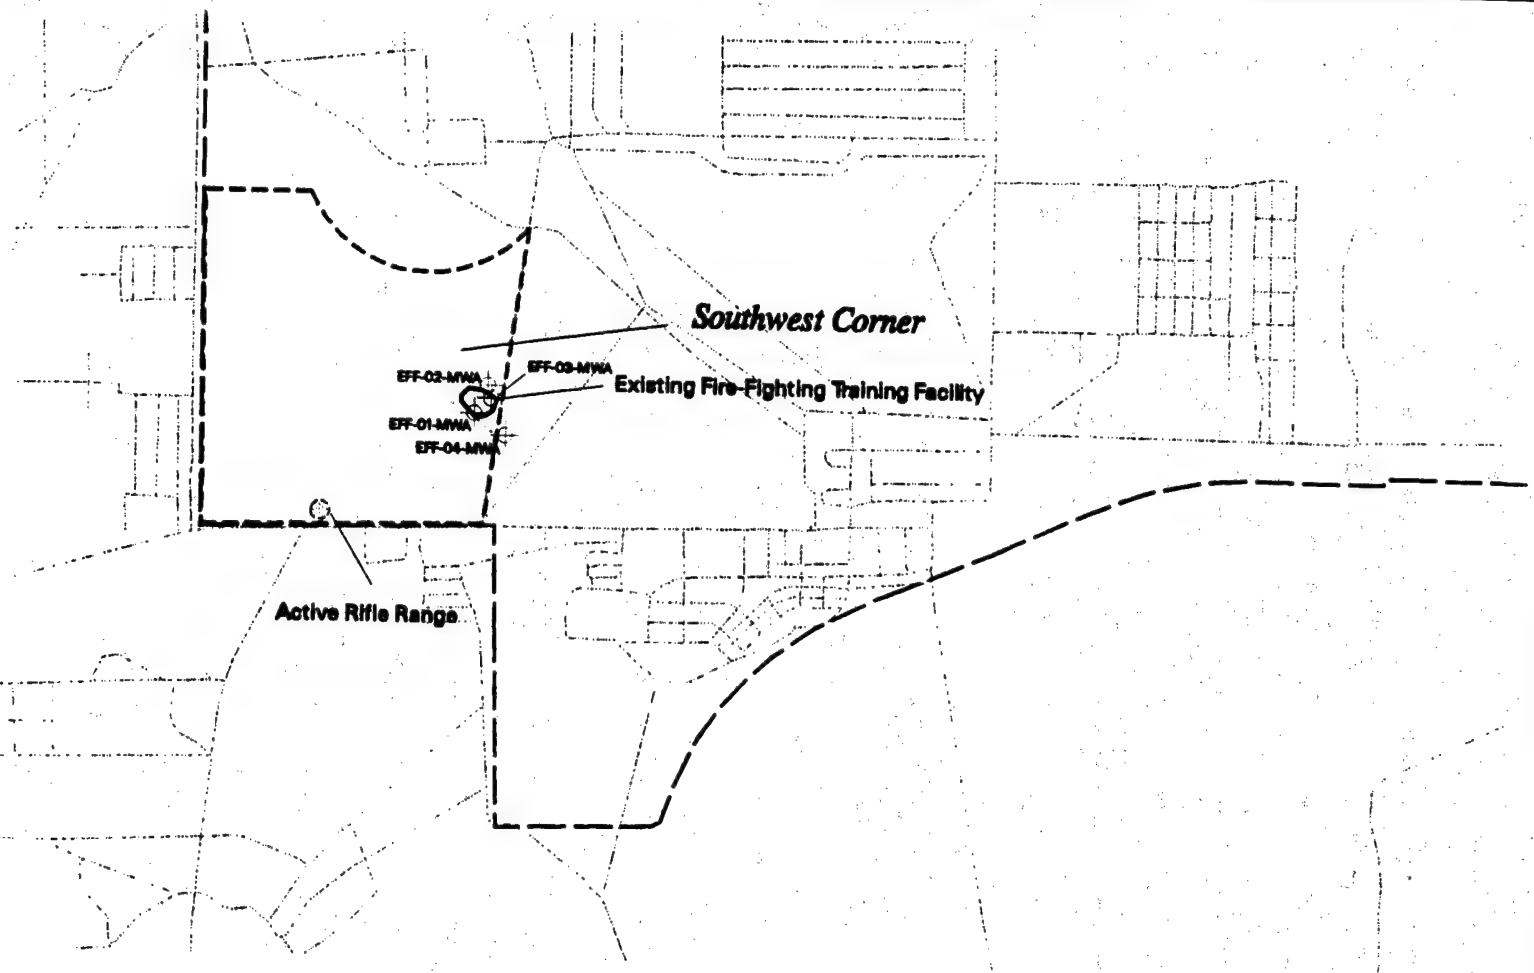 Southwest Corner
EFF-02-MWA
EFF-03-MWA
Existing Fire-Fighting Training Facility
EFF-01-MWA
EFF-04-MWA
Active Rifle Range